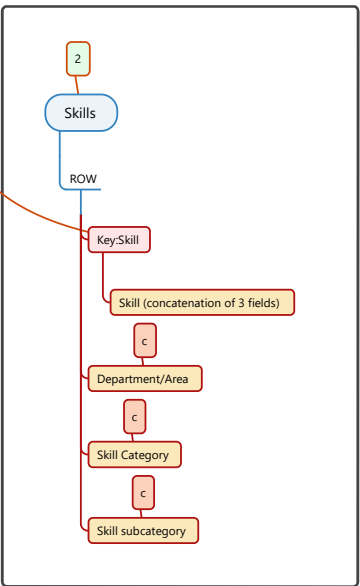 2
Skills
ROW
Key:Skill
Skill (concatenation of 3 fields)
c
Department/Area
c
Skill Category
c
Skill subcategory